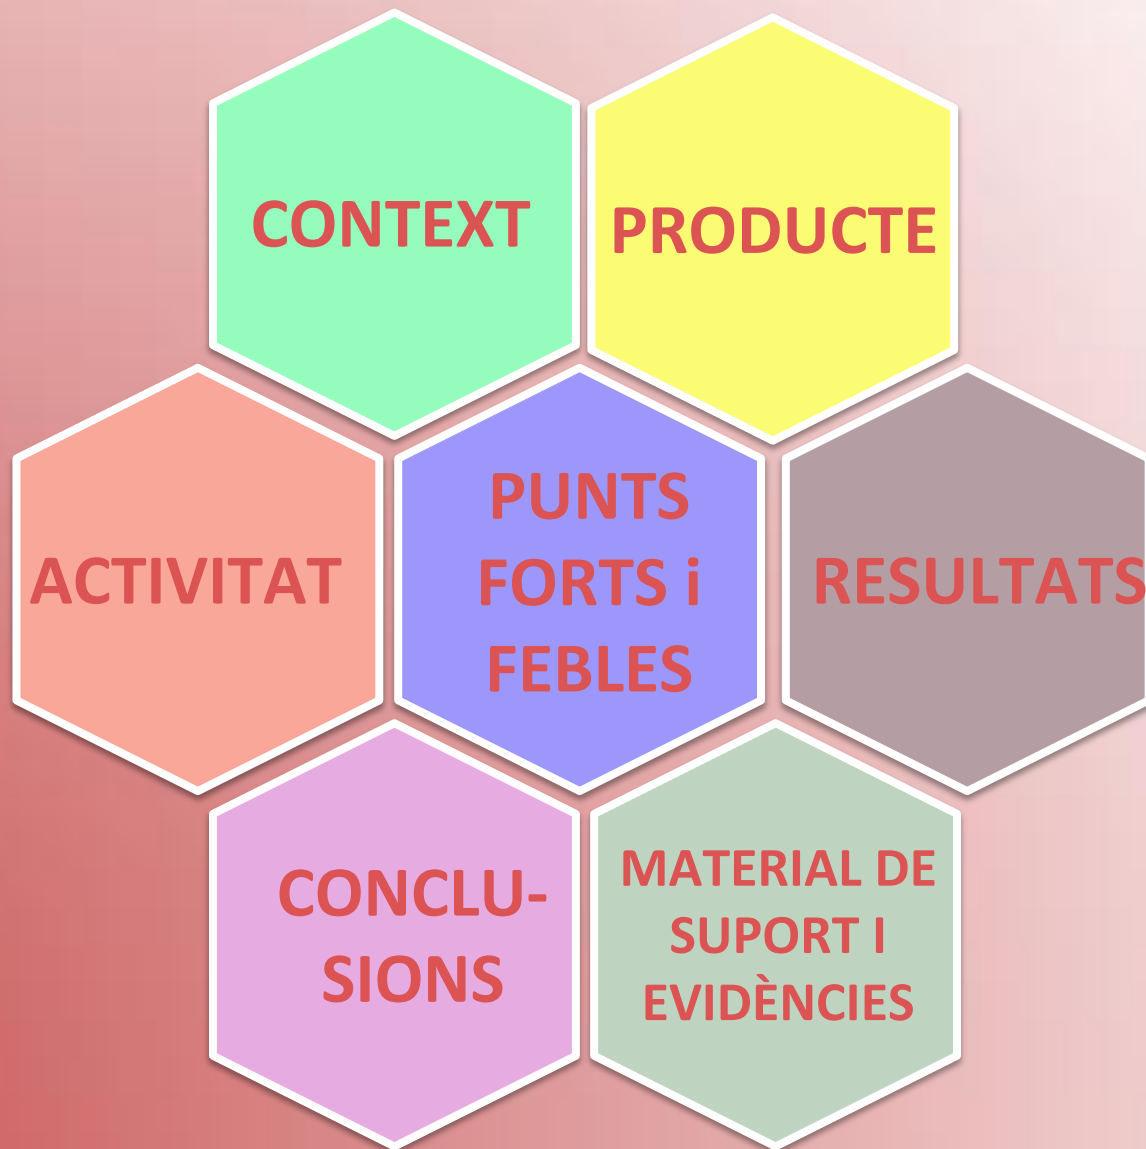 CONTEXT
PRODUCTE
ACTIVITAT
PUNTS
FORTS i
FEBLES
RESULTATS
CONCLU-
SIONS
MATERIAL DE
SUPORT I
EVIDÈNCIES